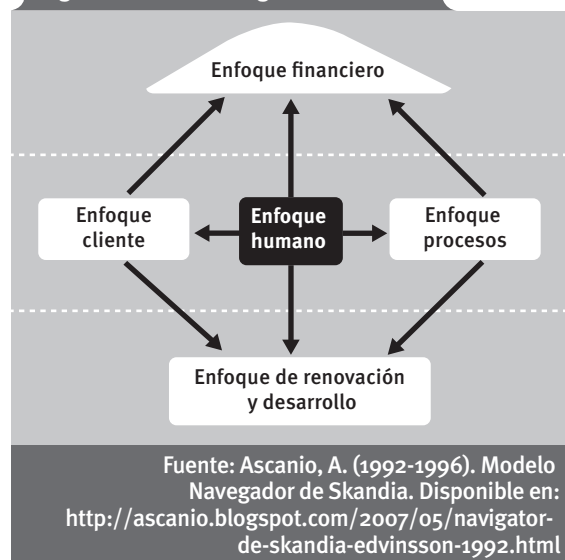 Enfoque financiero
Enfoque
cliente
Enfoque
humano
Enfoque
procesos
Enfoque de renovación
y desarrollo
Fuente: Ascanio, A. (1992-1996). Modelo
Navegador de Skandia. Disponible en:
http://ascanio.blogspot.com/2007/05/navigator-
de-skandia-edvinsson-1992.html